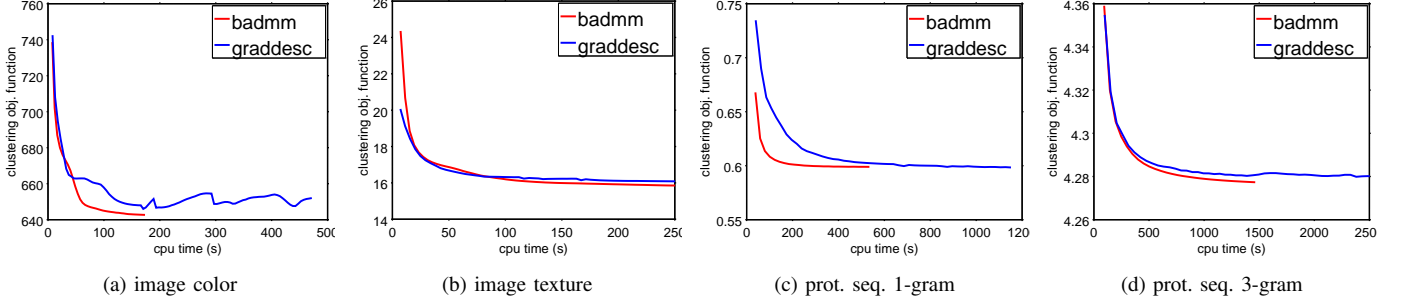 760
740
720
700
680
660
640
0
100
200
300
400
500
clustering obj. function
cpu time (s)
badmm
graddesc
(a) image color
26
24
22
20
18
16
14
0
50
100
150
200
250
clustering obj. function
cpu time (s)
badmm
graddesc
(b) image texture
0.75
0.7
0.65
0.6
0.55
0
200
400
600
800
1000
1200
clustering obj. function
cpu time (s)
badmm
graddesc
(c) prot. seq. 1-gram
4.36
4.34
4.32
4.3
4.28
4.26
0
500
1000
1500
2000
2500
clustering obj. function
cpu time (s)
badmm
graddesc
(d) prot. seq. 3-gram